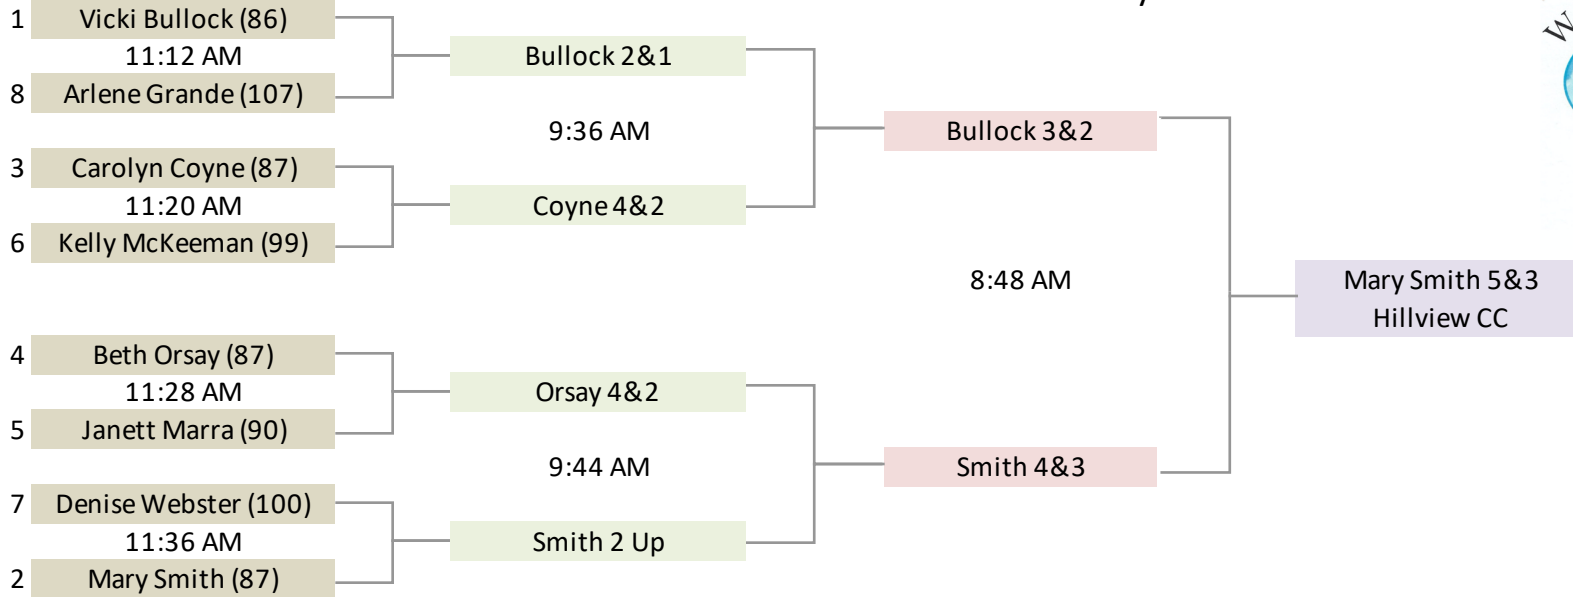 1 Vicki Bullock (86)
11:12 AM
8 Arlene Grande (107)
3 Carolyn Coyne (87)
11:20 AM
6 Kelly McKeeman (99)
4 Beth Orsay (87)
11:28 AM
5 Janett Marra (90)
7 Denise Webster (100)
11:36 AM
2 Mary Smith (87)
Bullock 2&1
9:36 AM
Coyne 4&2
Orsay 4&2
9:44 AM
Smith 2 Up
Bullock 3&2
8:48 AM
Smith 4&3
Mary Smith 5&3
Hillview CC
W